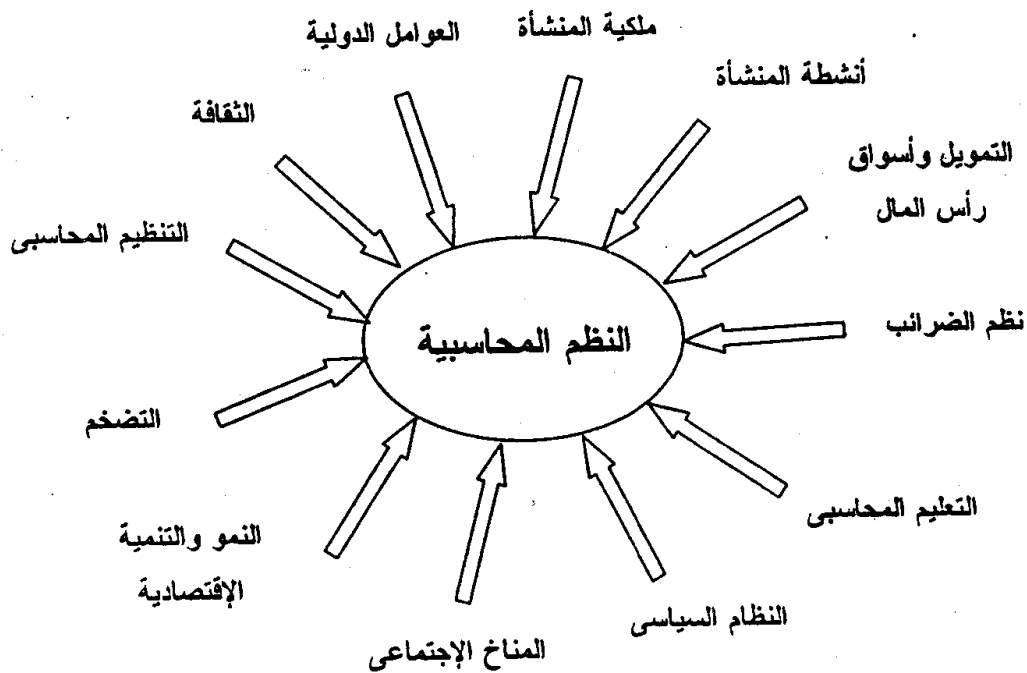 ملكية المنشأة
العوامل الدولية
أنشطة المنشأة
الثقافة
التمويل وأسواق
رأس المال
التنظيم المحاسبى
نظم الضرائب
النظم المحاسبية
التضخم
التعليم المحاسبى
النمو والتنمية
الإقتصادية
النظام السياسى
المناخ الإجتماعى